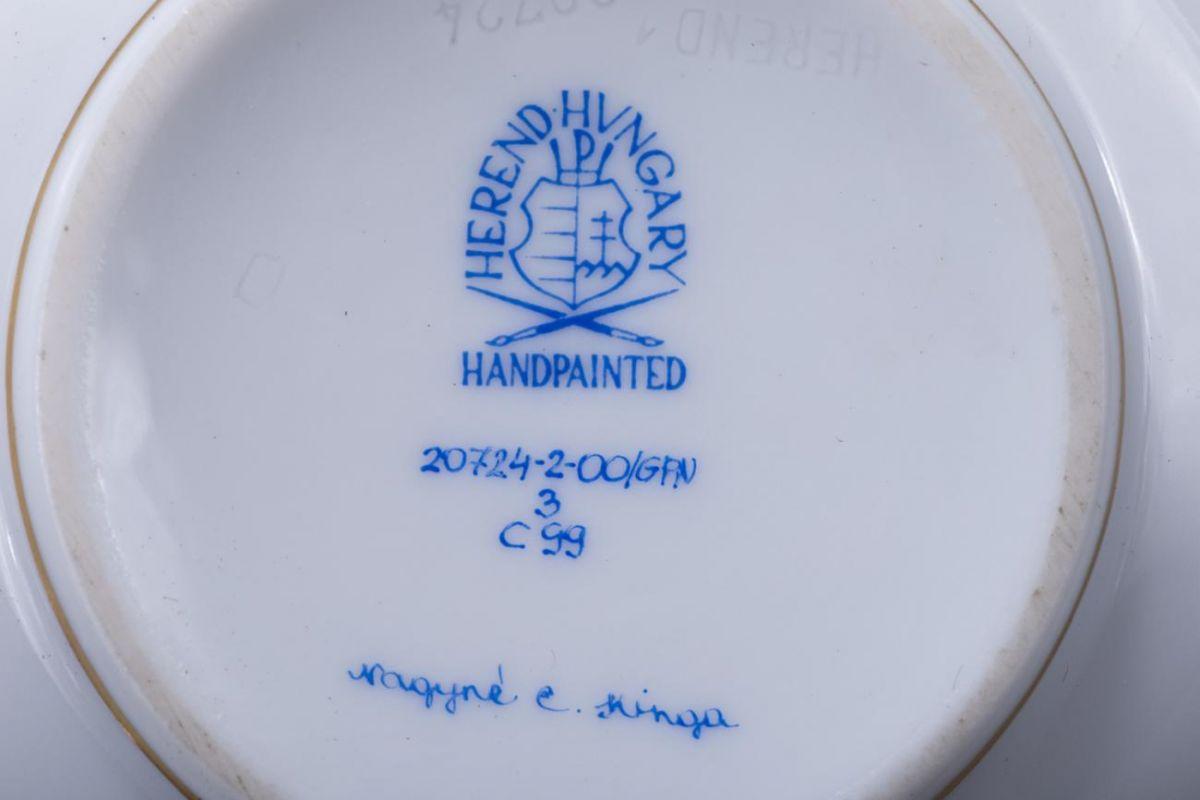 HEREND
HEREND·HVNGARY
P
HANDPAINTED
20724-2-00/GFN
3
C 99
Nagyné C. Kinga